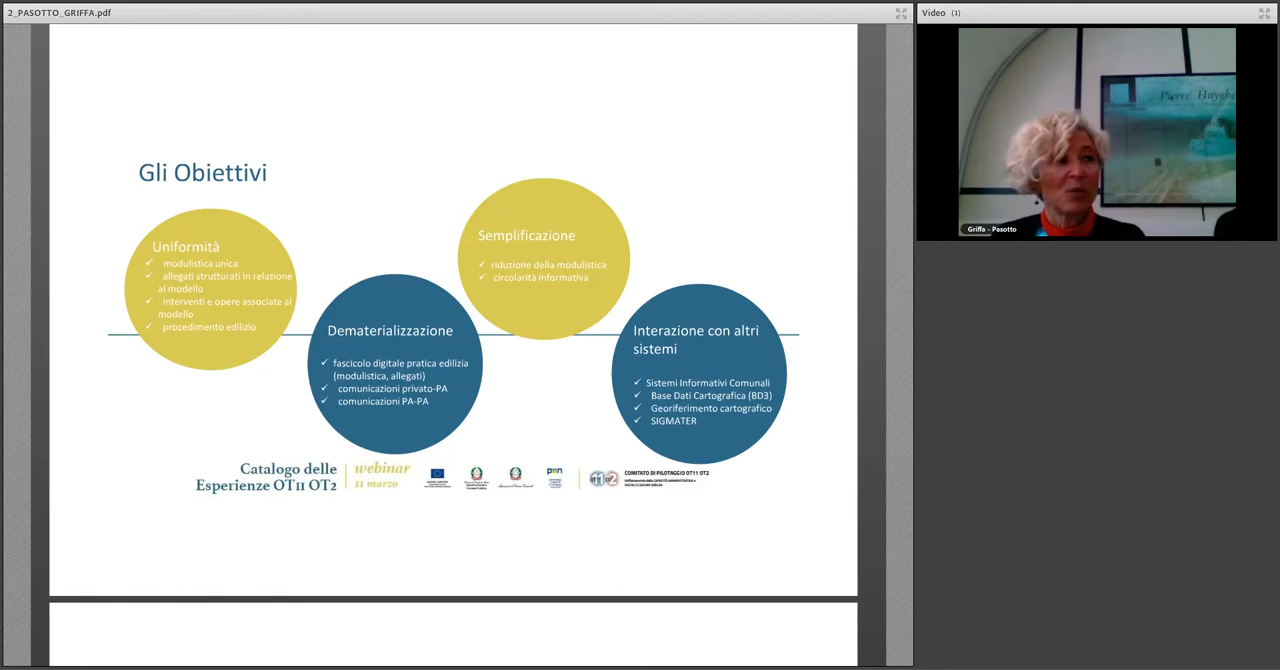 2_PASOTTO_GRIFFA.pdf
Video (1)
Pierre Huyghe
Griffa - Pasotto
Gli Obiettivi
Uniformità
✓ modulistica unica
✓ allegati strutturati in relazione
al modello
✓ interventi e opere associate al
modello
✓ procedimento edilizio
Dematerializzazione
✓ fascicolo digitale pratica edilizia
(modulistica, allegati)
✓ comunicazioni privato-PA
✓ comunicazioni PA-PA
Semplificazione
✓ riduzione della modulistica
✓ circolarità informativa
Interazione con altri
sistemi
✓ Sistemi Informativi Comunali
✓ Base Dati Cartografica (BD3)
✓ Georiferimento cartografico
✓ SIGMATER
Catalogo delle
Esperienze OT11 OT2
webinar
11 marzo
COMITATO DI PILOTAGGIO OT11 OT2